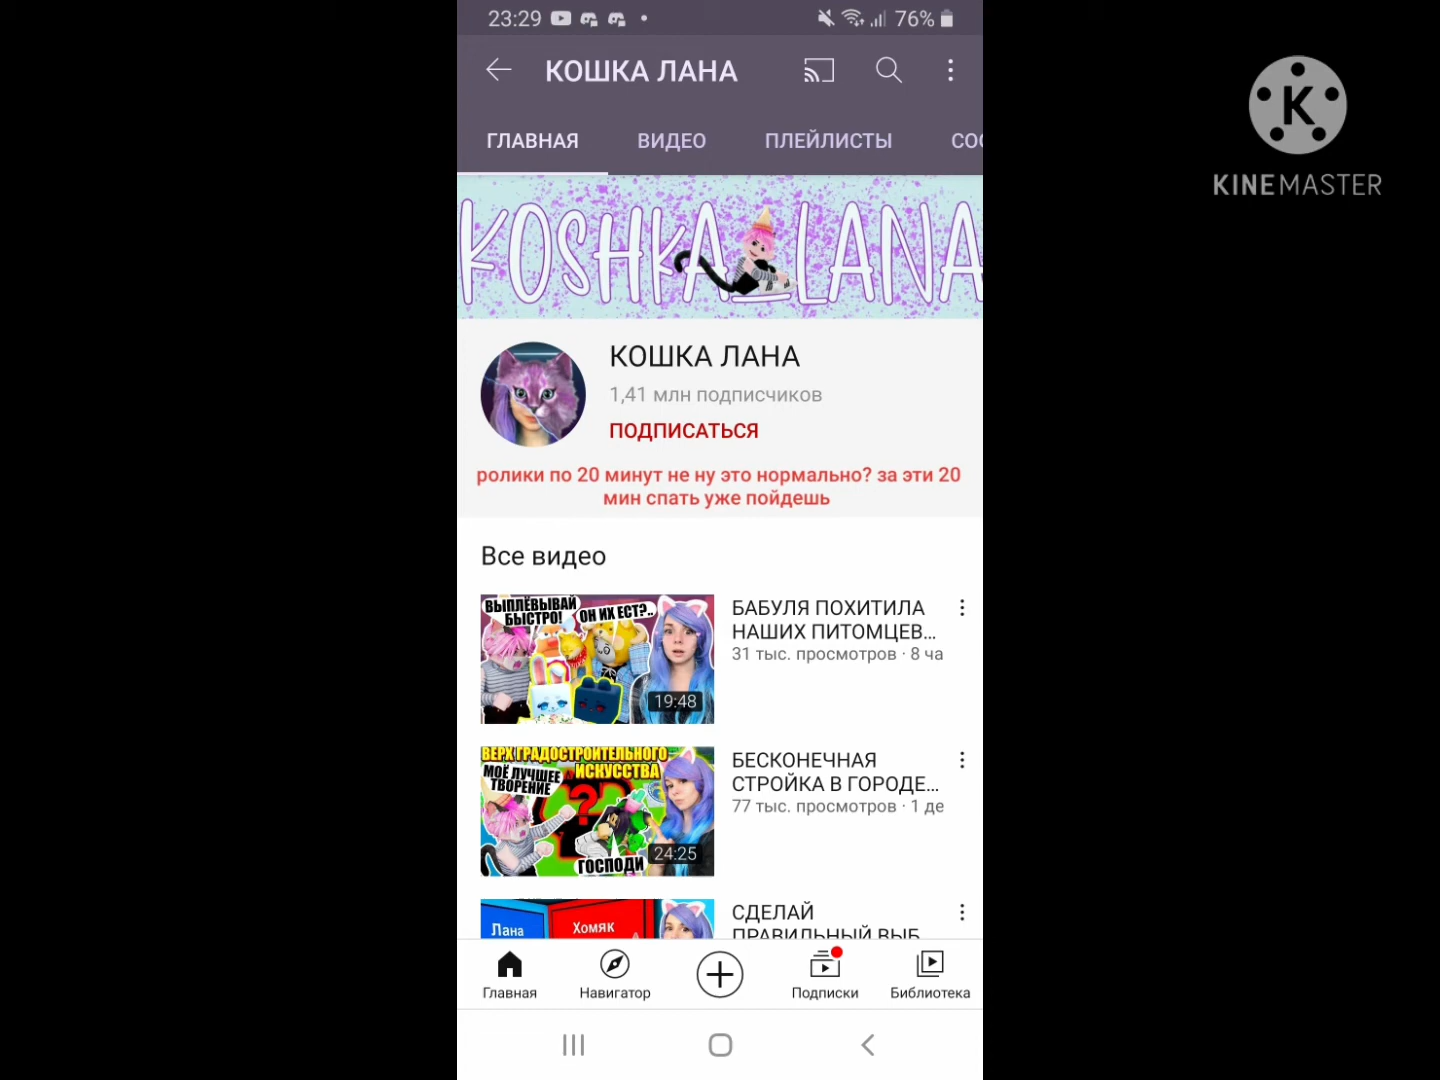 23:29
76%
КОШКА ЛАНА
ГЛАВНАЯ ВИДЕО ПЛЕЙЛИСТЫ
KOSHKA_LANA
КОШКА ЛАНА
1,41 млн подписчиков
ПОДПИСАТЬСЯ
ролики по 20 минут не ну это нормально? за эти 20
мин спать уже пойдешь
Все видео
ВЫПЛЁВЫВАЙ
БЫСТРО!
ОН ИХ ЕСТ?..
19:48
БАБУЛЯ ПОХИТИЛА
НАШИХ ПИТОМЦЕВ...
31 тыс. просмотров · 8 ча
ВЕРХ ГРАДОСТРОИТЕЛЬНОГО
ИСКУССТВА
МОЁ ЛУЧШЕЕ
ТВОРЕНИЕ
?
ГОСПОДИ
24:25
БЕСКОНЕЧНАЯ
СТРОЙКА В ГОРОДЕ...
77 тыс. просмотров · 1 де
Лана
Хомяк
СДЕЛАЙ
ПРАВИЛЬНЫЙ ВЫБ
Главная
Навигатор
Подписки
Библиотека
K
KINEMASTER